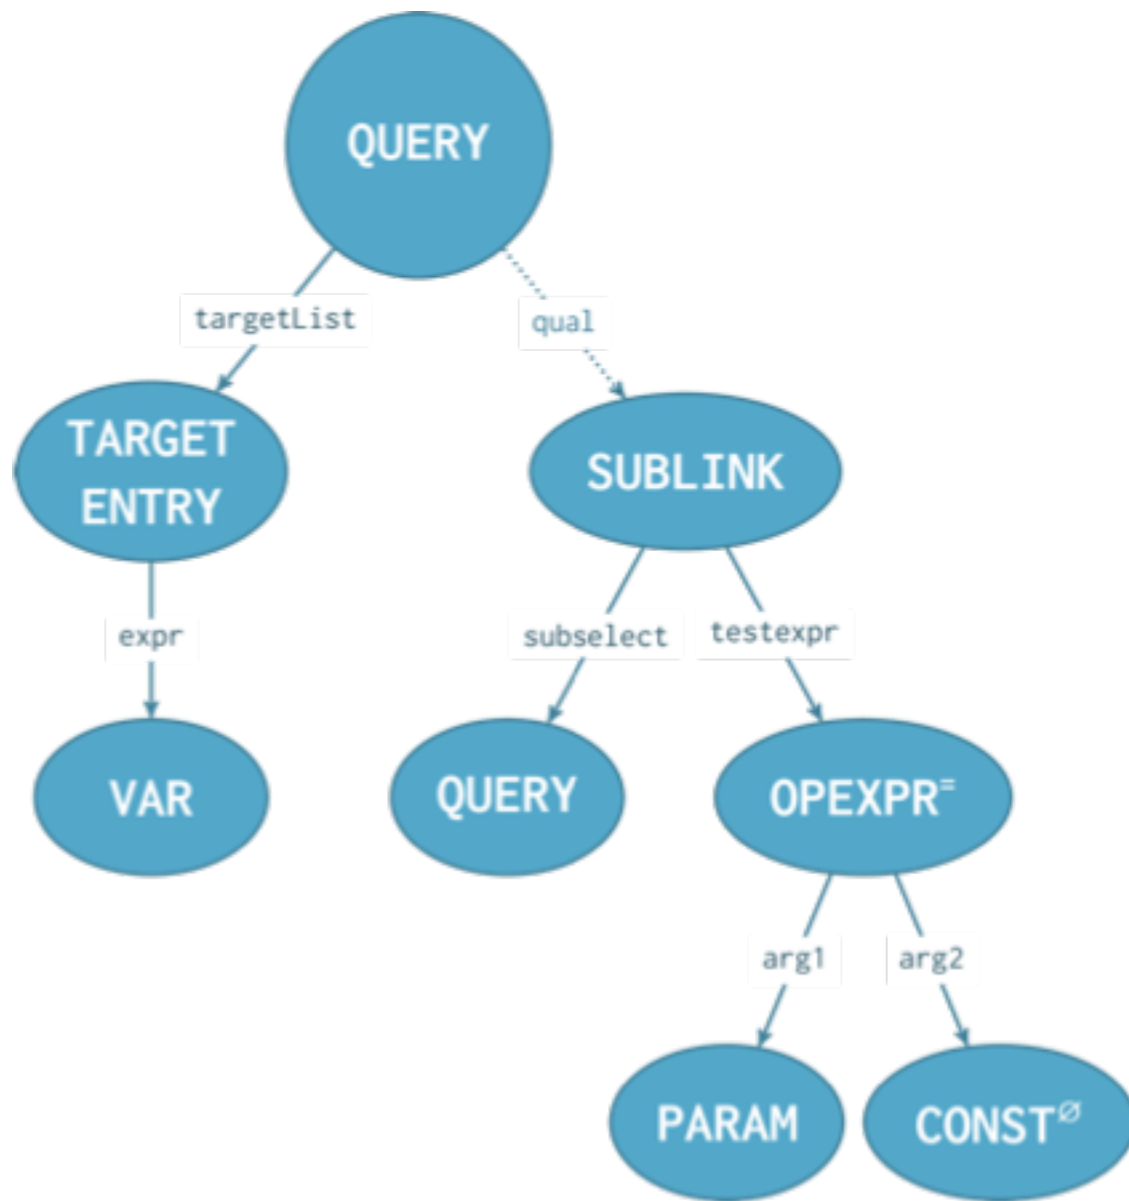 QUERY
targetList
qual
TARGET
ENTRY
SUBLINK
expr
subselect
testexpr
VAR
QUERY
OPEXPR⁼
arg1
arg2
PARAM
CONST^∅